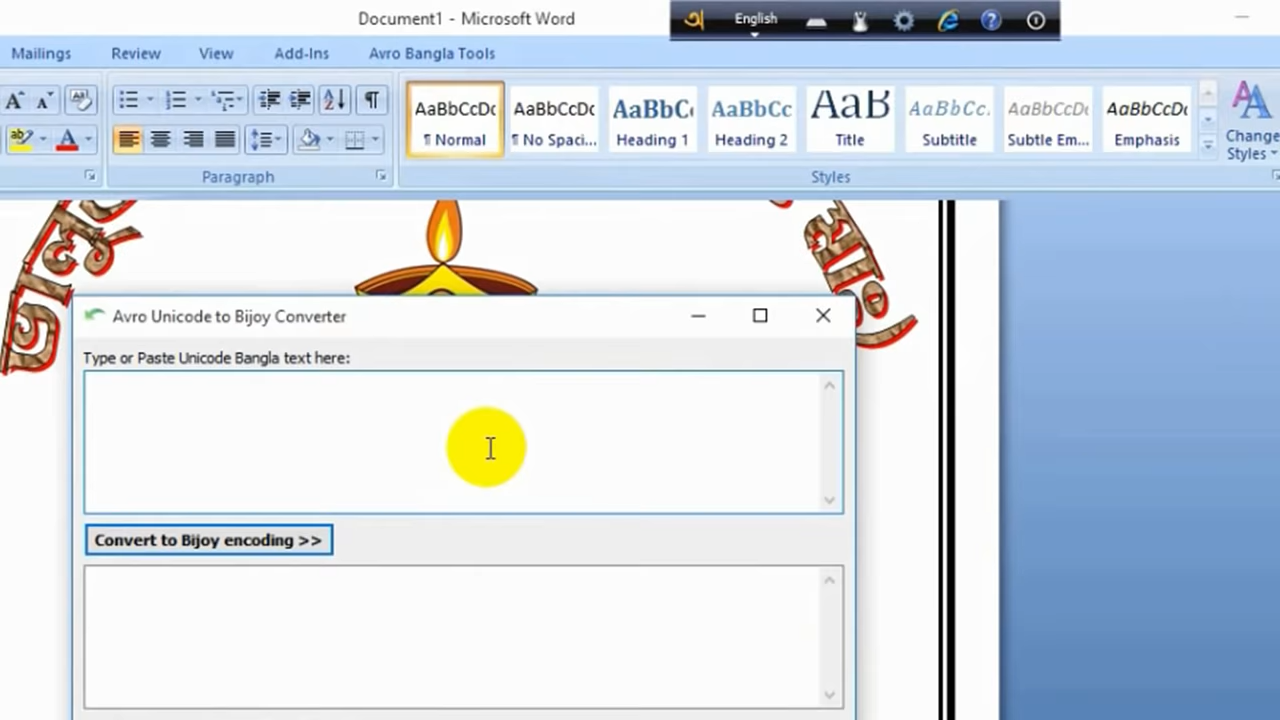 Document1 - Microsoft Word
অ English
Mailings Review View Add-Ins Avro Bangla Tools
AaBbCcDc AaBbCcDc AaBbC AaBbCc AaB AaBbCc. AaBbCcDc AaBbCcDc
¶ Normal ¶ No Spaci... Heading 1 Heading 2 Title Subtitle Subtle Em... Emphasis
Change Styles
Paragraph Styles
Avro Unicode to Bijoy Converter
Type or Paste Unicode Bangla text here:
Convert to Bijoy encoding >>